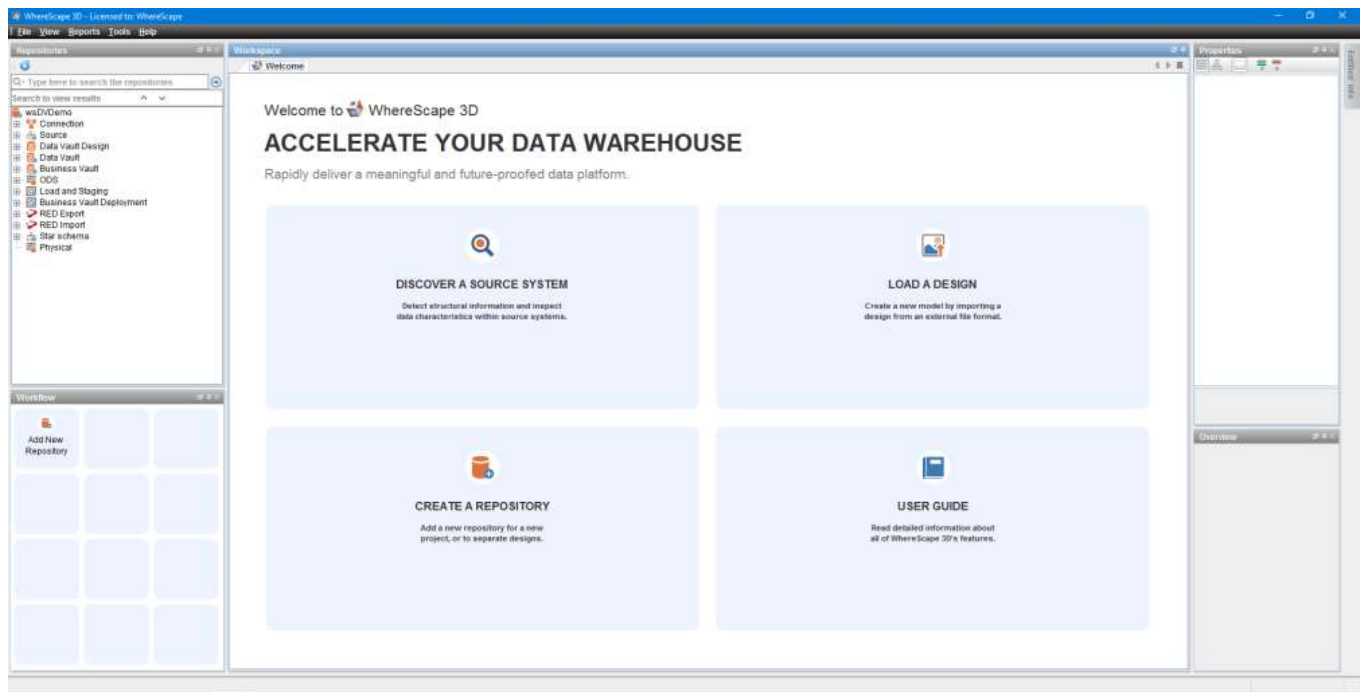 WhereScape 3D - Licensed to: WhereScape
File View Reports Tools Help
Repositories
Type here to search the repositories
Search to view results
wsDVDemo
Connection
Source
Data Vault Design
Data Vault
Business Vault
ODS
Load and Staging
Business Vault Deployment
RED Export
RED Import
Star schema
Physical
Workflow
Add New
Repository
Workspace
Welcome
Welcome to WhereScape 3D
ACCELERATE YOUR DATA WAREHOUSE
Rapidly deliver a meaningful and future-proofed data platform.
DISCOVER A SOURCE SYSTEM
Detect structural information and inspect
data characteristics within source systems.
LOAD A DESIGN
Create a new model by importing a
design from an external file format.
CREATE A REPOSITORY
Add a new repository for a new
project, or to separate designs.
USER GUIDE
Read detailed information about
all of WhereScape 3D's features.
Properties
Overview